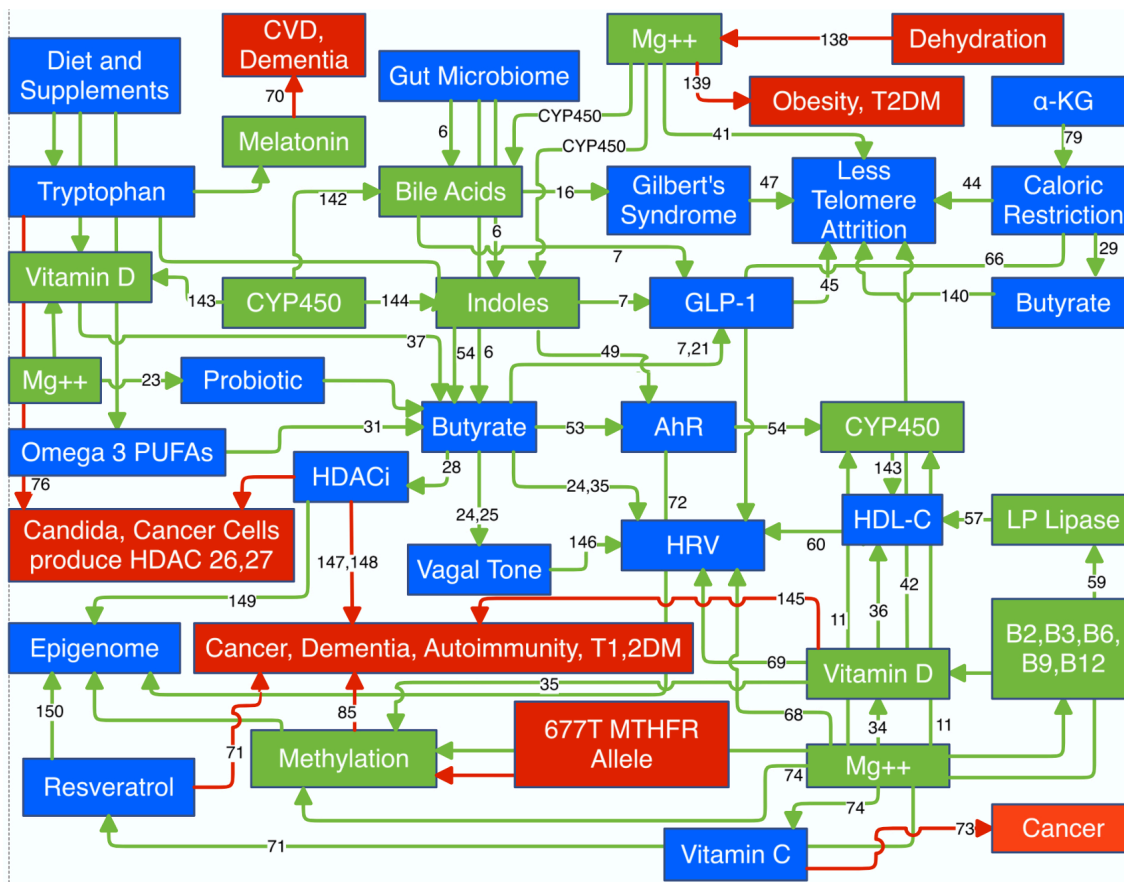 CVD,
Dementia
Mg++
138
Dehydration
Diet and
Supplements
Gut Microbiome
139
Obesity, T2DM
α-KG
70
CYP450
6
41
79
Melatonin
CYP450
Tryptophan
142
Bile Acids
16
Gilbert's
Syndrome
47
Less
Telomere
Attrition
44
Caloric
Restriction
6
7
66
29
Vitamin D
143
CYP450
144
Indoles
7
GLP-1
45
140
Butyrate
37
54
6
49
7,21
Mg++
23
Probiotic
Omega 3 PUFAs
31
Butyrate
53
AhR
54
CYP450
76
HDACi
28
24,35
72
143
Candida, Cancer Cells
produce HDAC 26,27
147,148
24,25
Vagal Tone
146
HRV
60
HDL-C
57
LP Lipase
149
145
11
36
42
59
Epigenome
Cancer, Dementia, Autoimmunity, T1,2DM
69
Vitamin D
B2,B3,B6,
B9,B12
150
71
85
35
68
34
11
Resveratrol
Methylation
677T MTHFR
Allele
74
Mg++
74
71
Vitamin C
73
Cancer